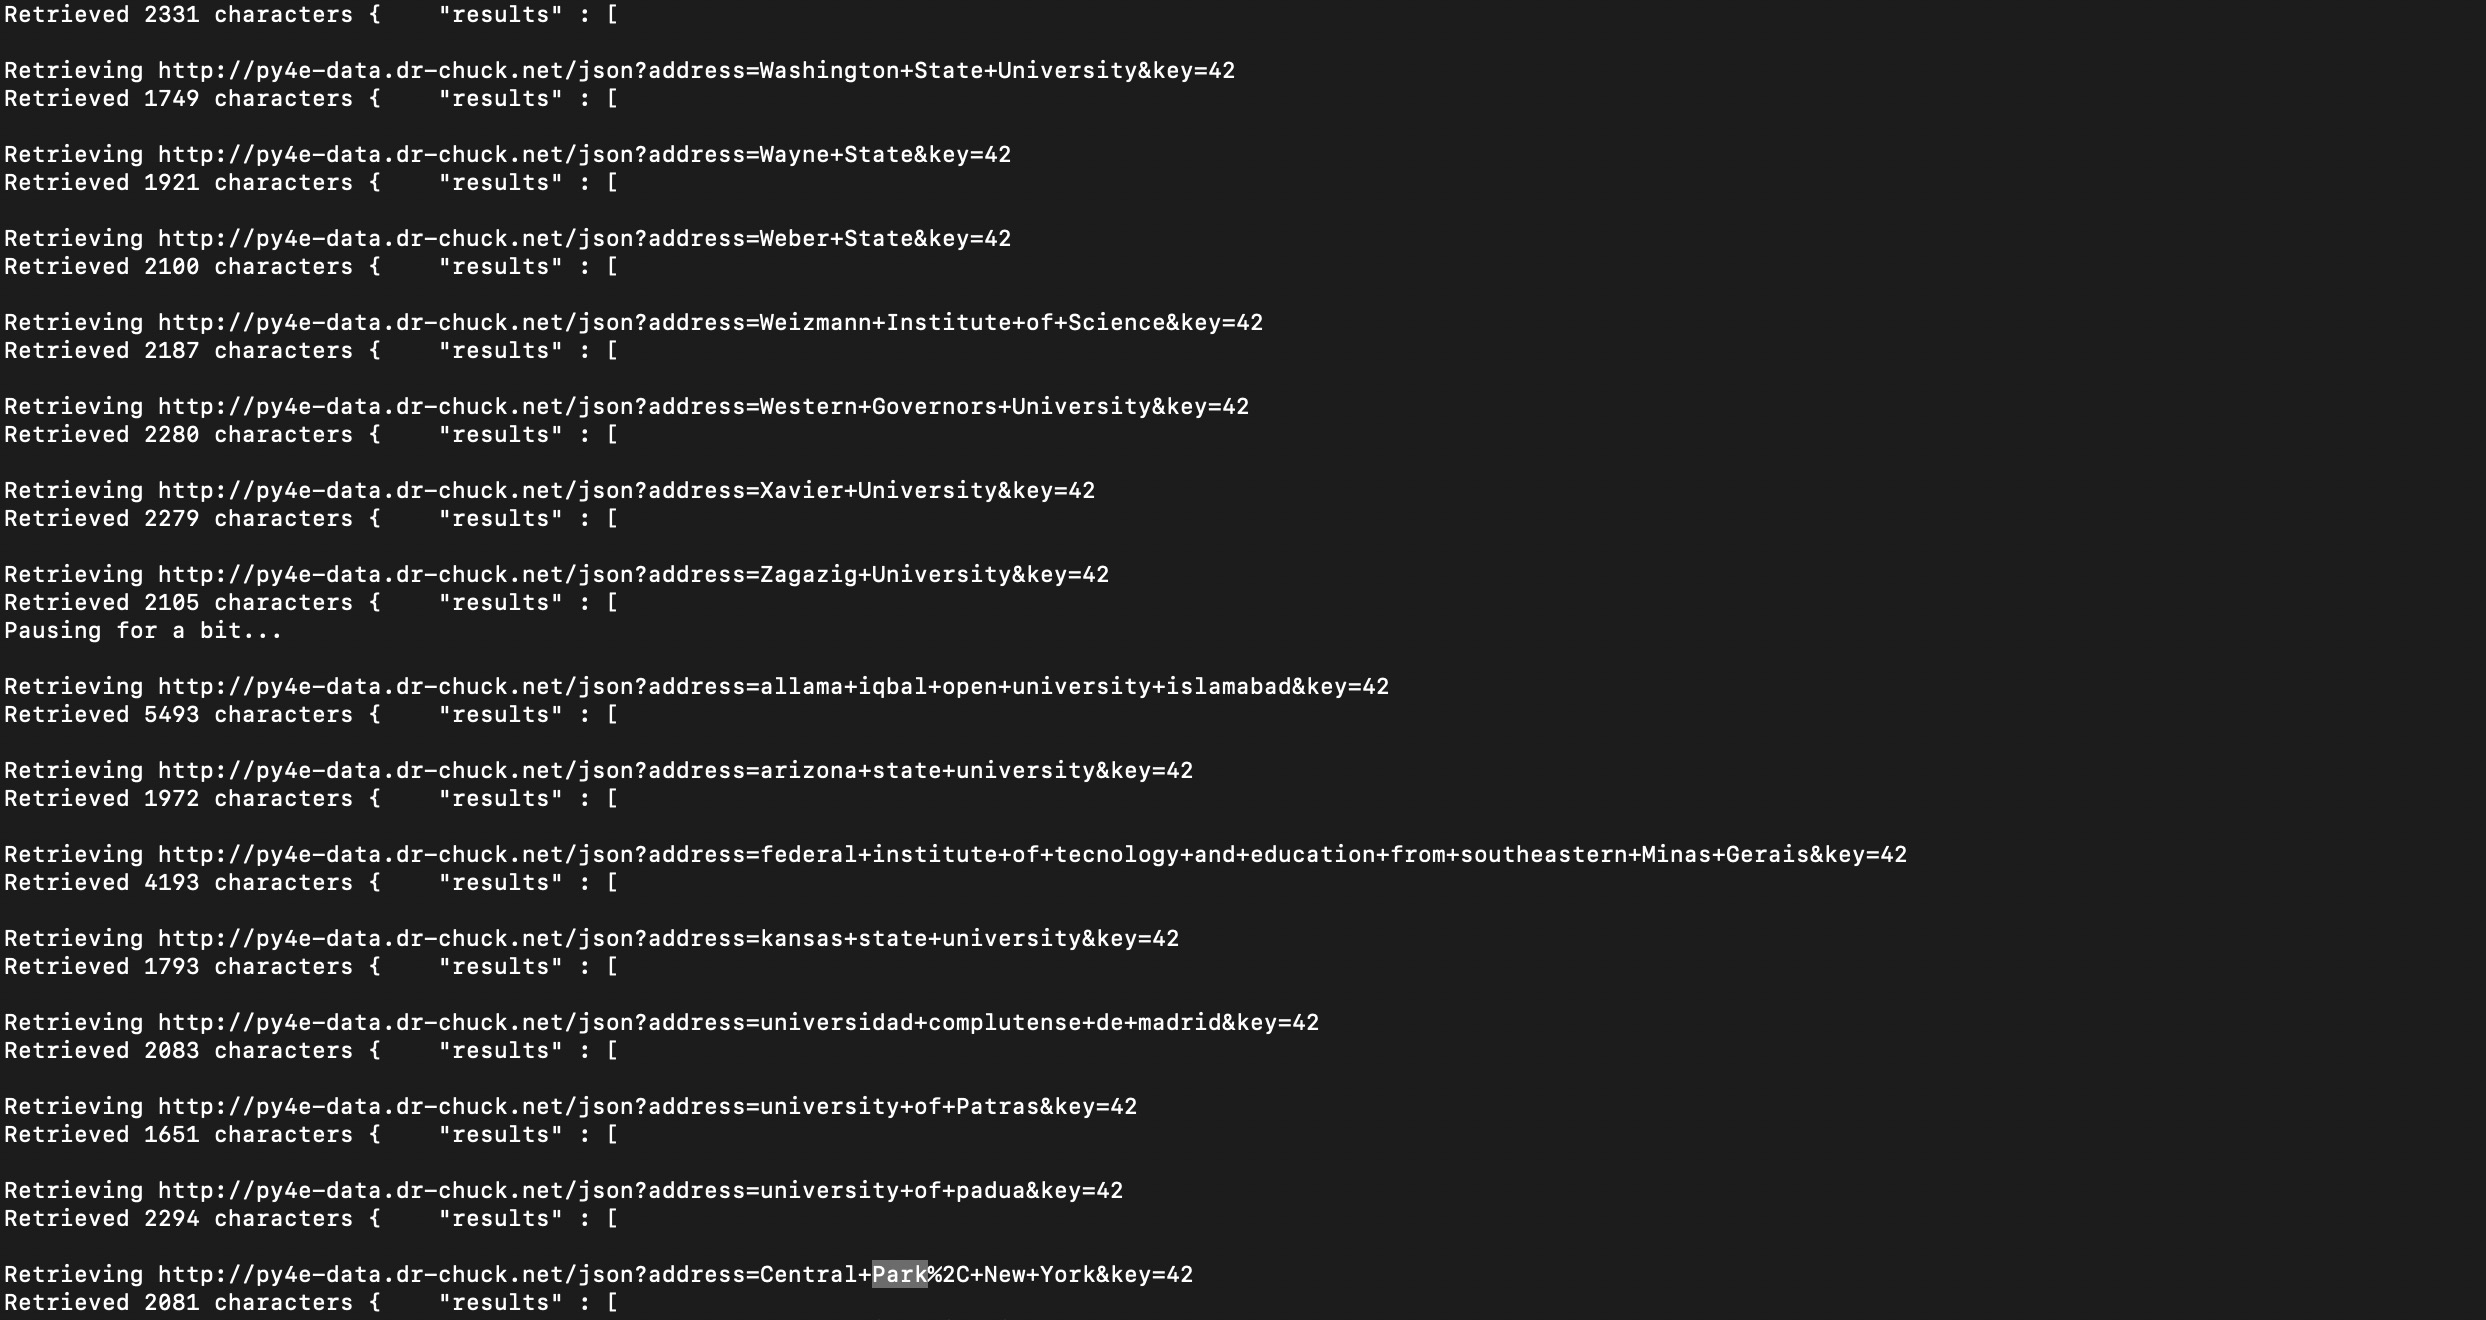 Retrieved 2331 characters {    "results" : [
Retrieving http://py4e-data.dr-chuck.net/json?address=Washington+State+University&key=42
Retrieved 1749 characters {    "results" : [
Retrieving http://py4e-data.dr-chuck.net/json?address=Wayne+State&key=42
Retrieved 1921 characters {    "results" : [
Retrieving http://py4e-data.dr-chuck.net/json?address=Weber+State&key=42
Retrieved 2100 characters {    "results" : [
Retrieving http://py4e-data.dr-chuck.net/json?address=Weizmann+Institute+of+Science&key=42
Retrieved 2187 characters {    "results" : [
Retrieving http://py4e-data.dr-chuck.net/json?address=Western+Governors+University&key=42
Retrieved 2280 characters {    "results" : [
Retrieving http://py4e-data.dr-chuck.net/json?address=Xavier+University&key=42
Retrieved 2279 characters {    "results" : [
Retrieving http://py4e-data.dr-chuck.net/json?address=Zagazig+University&key=42
Retrieved 2105 characters {    "results" : [
Pausing for a bit...
Retrieving http://py4e-data.dr-chuck.net/json?address=allama+iqbal+open+university+islamabad&key=42
Retrieved 5493 characters {    "results" : [
Retrieving http://py4e-data.dr-chuck.net/json?address=arizona+state+university&key=42
Retrieved 1972 characters {    "results" : [
Retrieving http://py4e-data.dr-chuck.net/json?address=federal+institute+of+tecnology+and+education+from+southeastern+Minas+Gerais&key=42
Retrieved 4193 characters {    "results" : [
Retrieving http://py4e-data.dr-chuck.net/json?address=kansas+state+university&key=42
Retrieved 1793 characters {    "results" : [
Retrieving http://py4e-data.dr-chuck.net/json?address=universidad+complutense+de+madrid&key=42
Retrieved 2083 characters {    "results" : [
Retrieving http://py4e-data.dr-chuck.net/json?address=university+of+Patras&key=42
Retrieved 1651 characters {    "results" : [
Retrieving http://py4e-data.dr-chuck.net/json?address=university+of+padua&key=42
Retrieved 2294 characters {    "results" : [
Retrieving http://py4e-data.dr-chuck.net/json?address=Central+Park%2C+New+York&key=42
Retrieved 2081 characters {    "results" : [